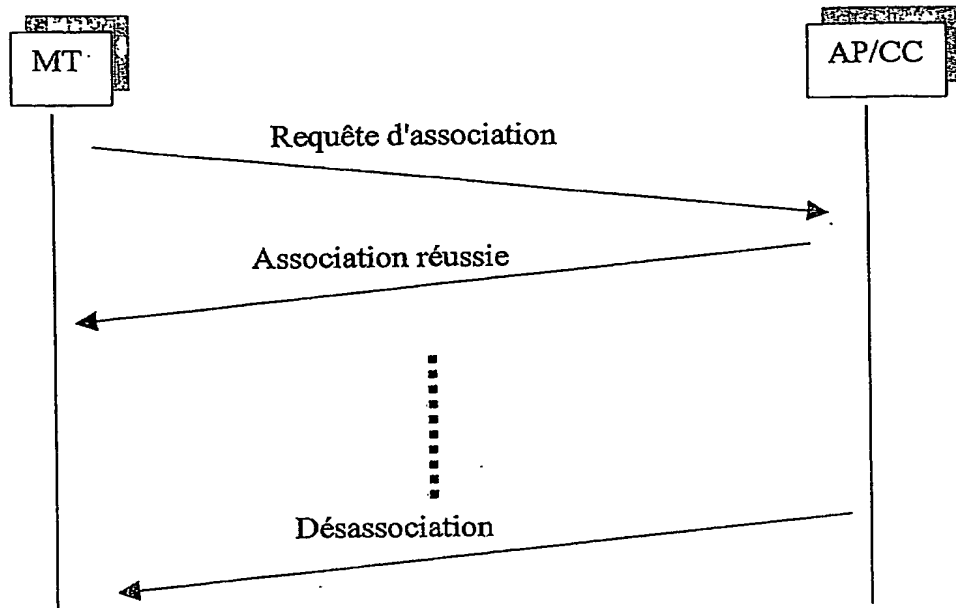 MT
AP/CC
Requête d'association
Association réussie
Désassociation